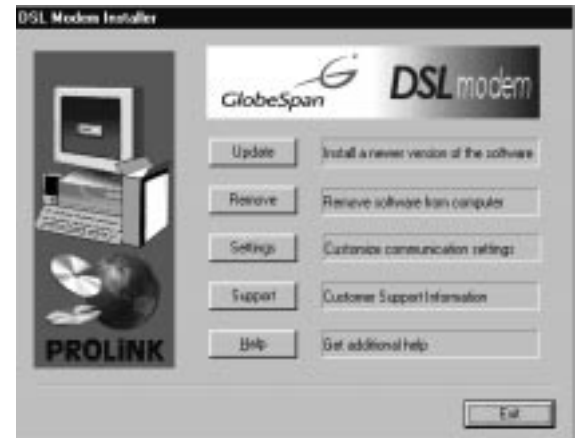 DSL Modem Installer
GlobeSpan
DSL modem
Update Install a newer version of the software
Remove Remove software from computer
Settings Customize communication settings
Support Customer Support Information
Help Get additional help
PROLiNK
Exit